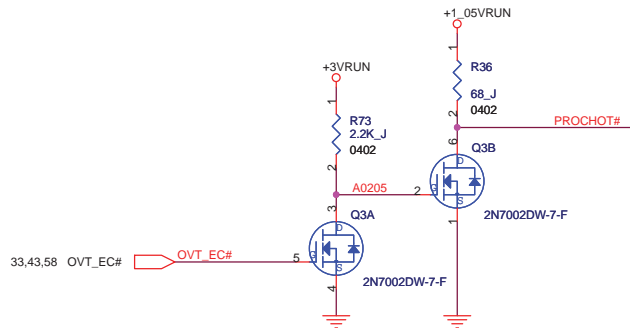 +1_05VRUN
1
R36
68_J
0402
2
PROCHOT#
+3VRUN
1
R73
2.2K_J
0402
2
6
Q3B
D
G
S
A0205
2
2N7002DW-7-F
1
3
Q3A
D
G
S
33,43,58 OVT_EC#
OVT_EC#
5
2N7002DW-7-F
4